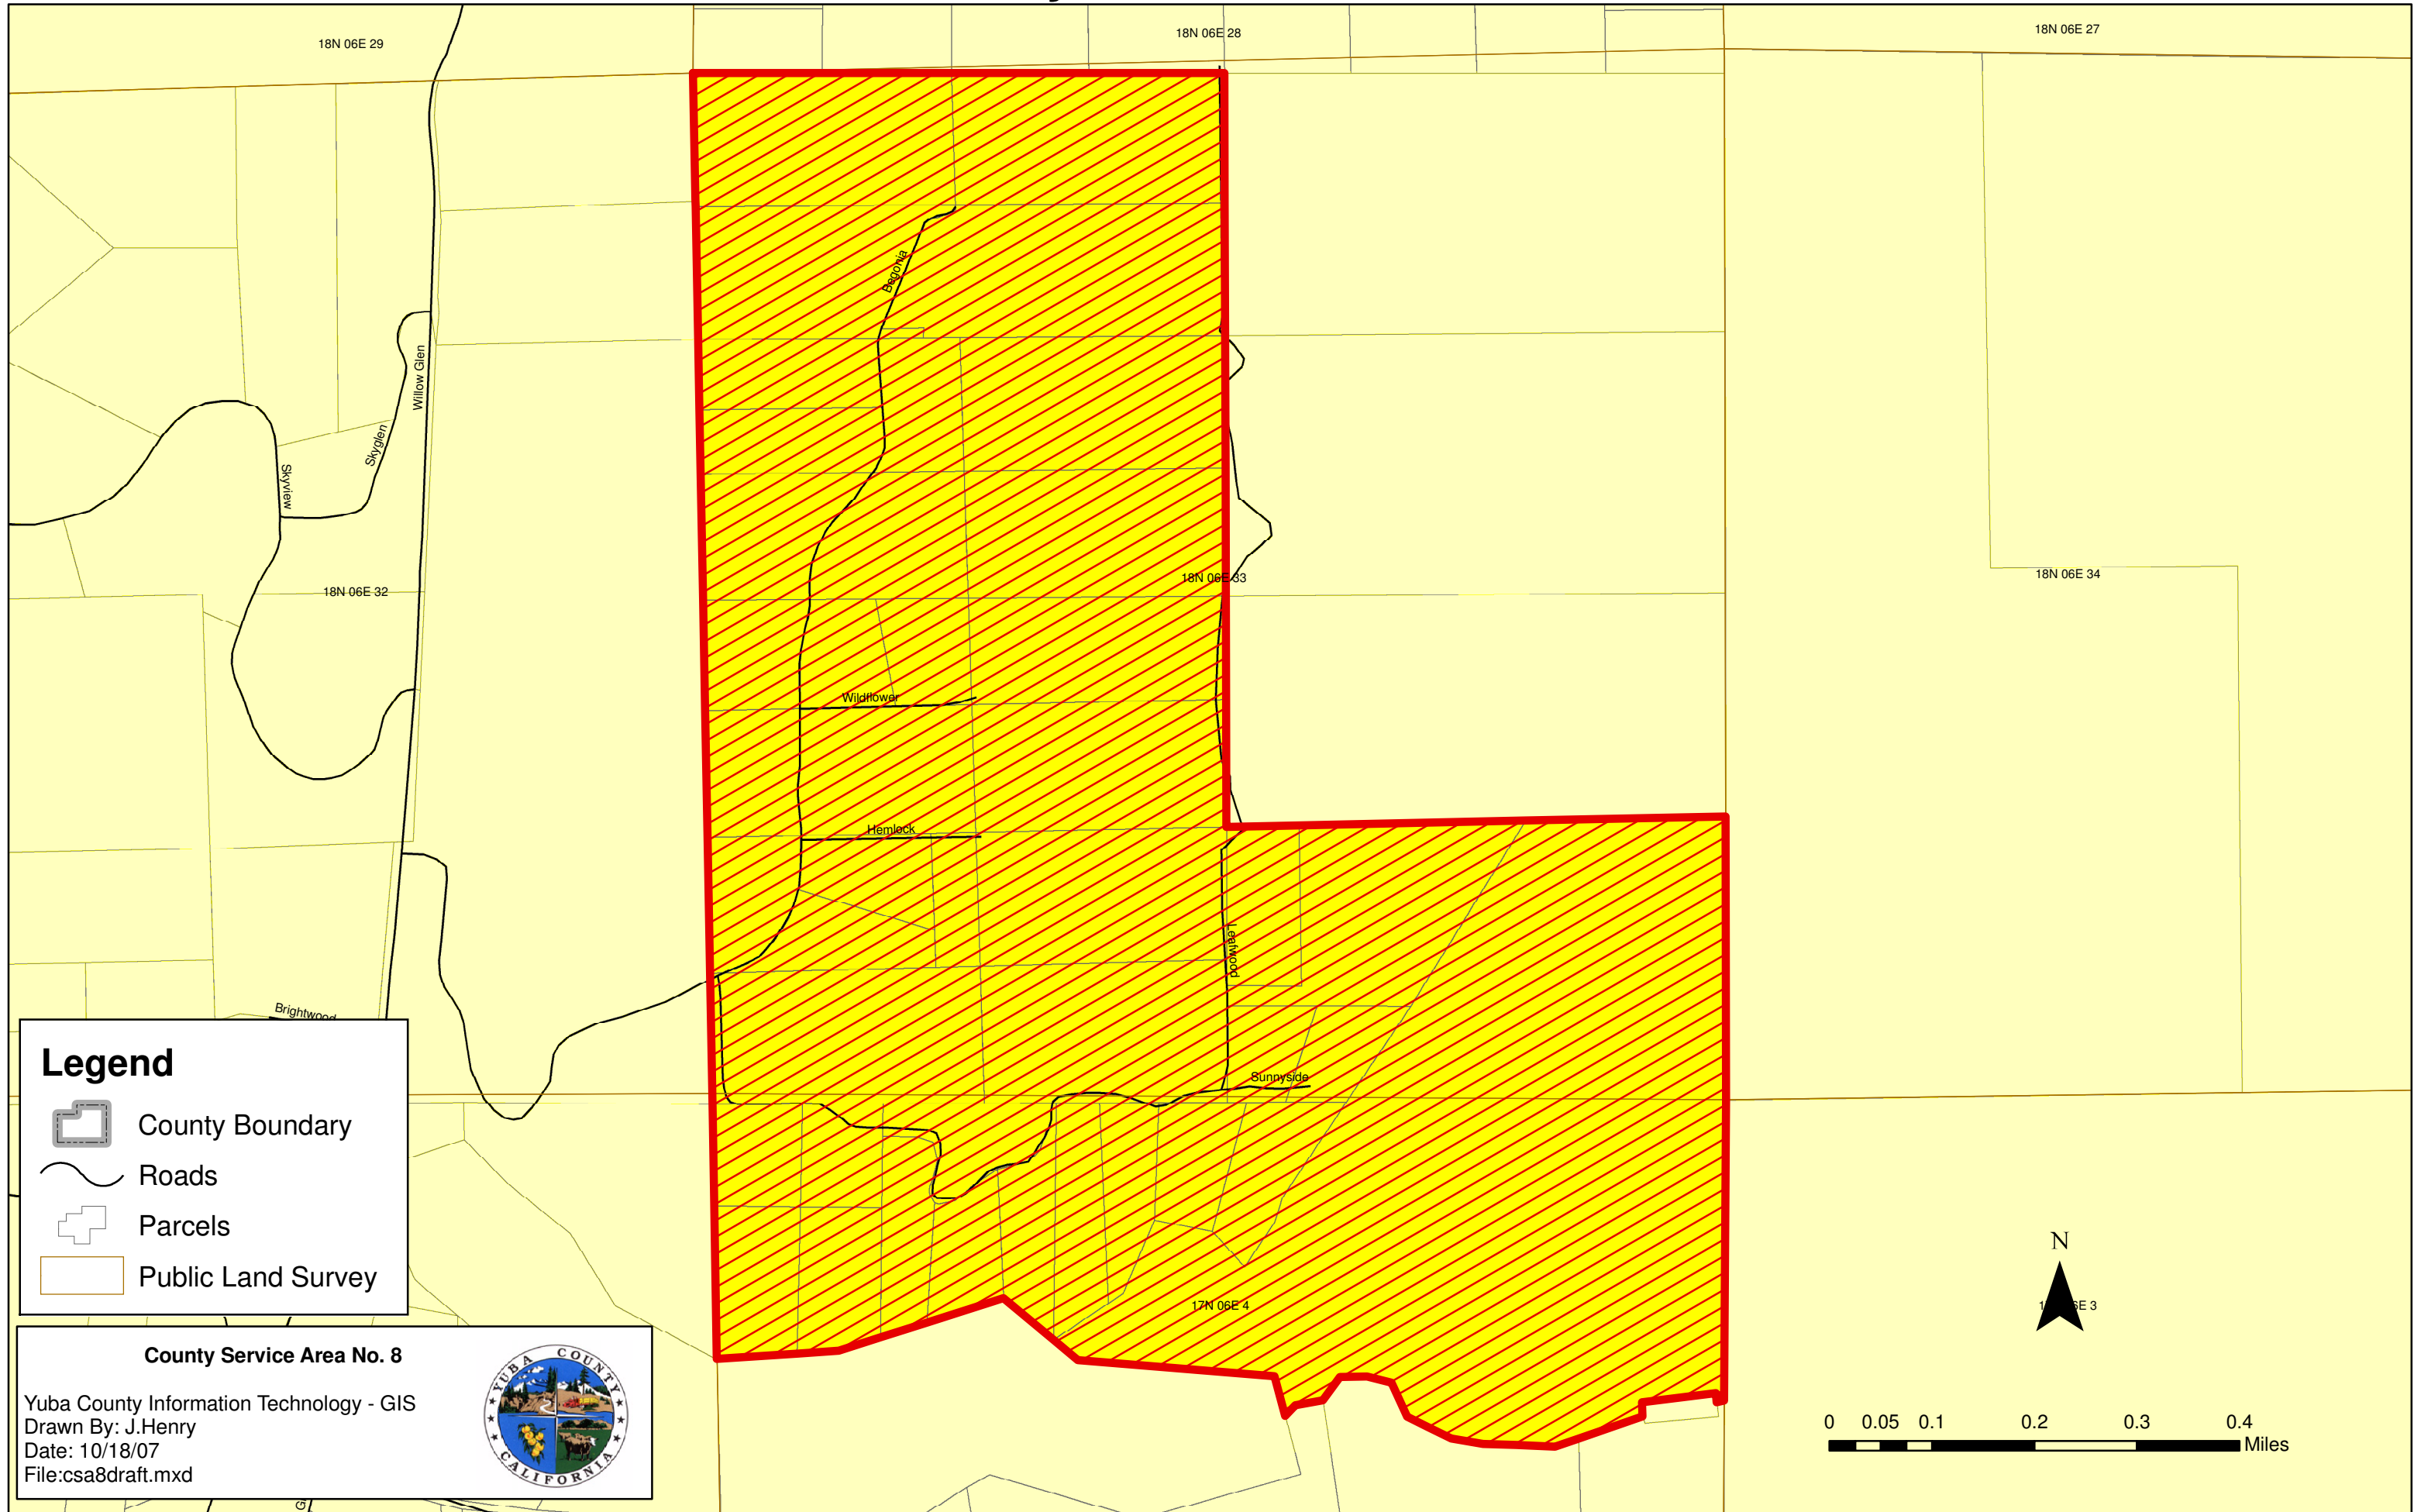 18N 06E 29
18N 06E 28
18N 06E 27
Begonia
Willow Glen
Skyglen
Skyview
18N 06E 32
18N 06E 33
18N 06E 34
Wildflower
Hemlock
Leafwood
Brightwood
Sunnyside
17N 06E 4
6E 3
N
Legend
County Boundary
Roads
Parcels
Public Land Survey
County Service Area No. 8
Yuba County Information Technology - GIS
Drawn By: J.Henry
Date: 10/18/07
File:csa8draft.mxd
YUBA COUNTY
CALIFORNIA
0 0.05 0.1 0.2 0.3 0.4
Miles